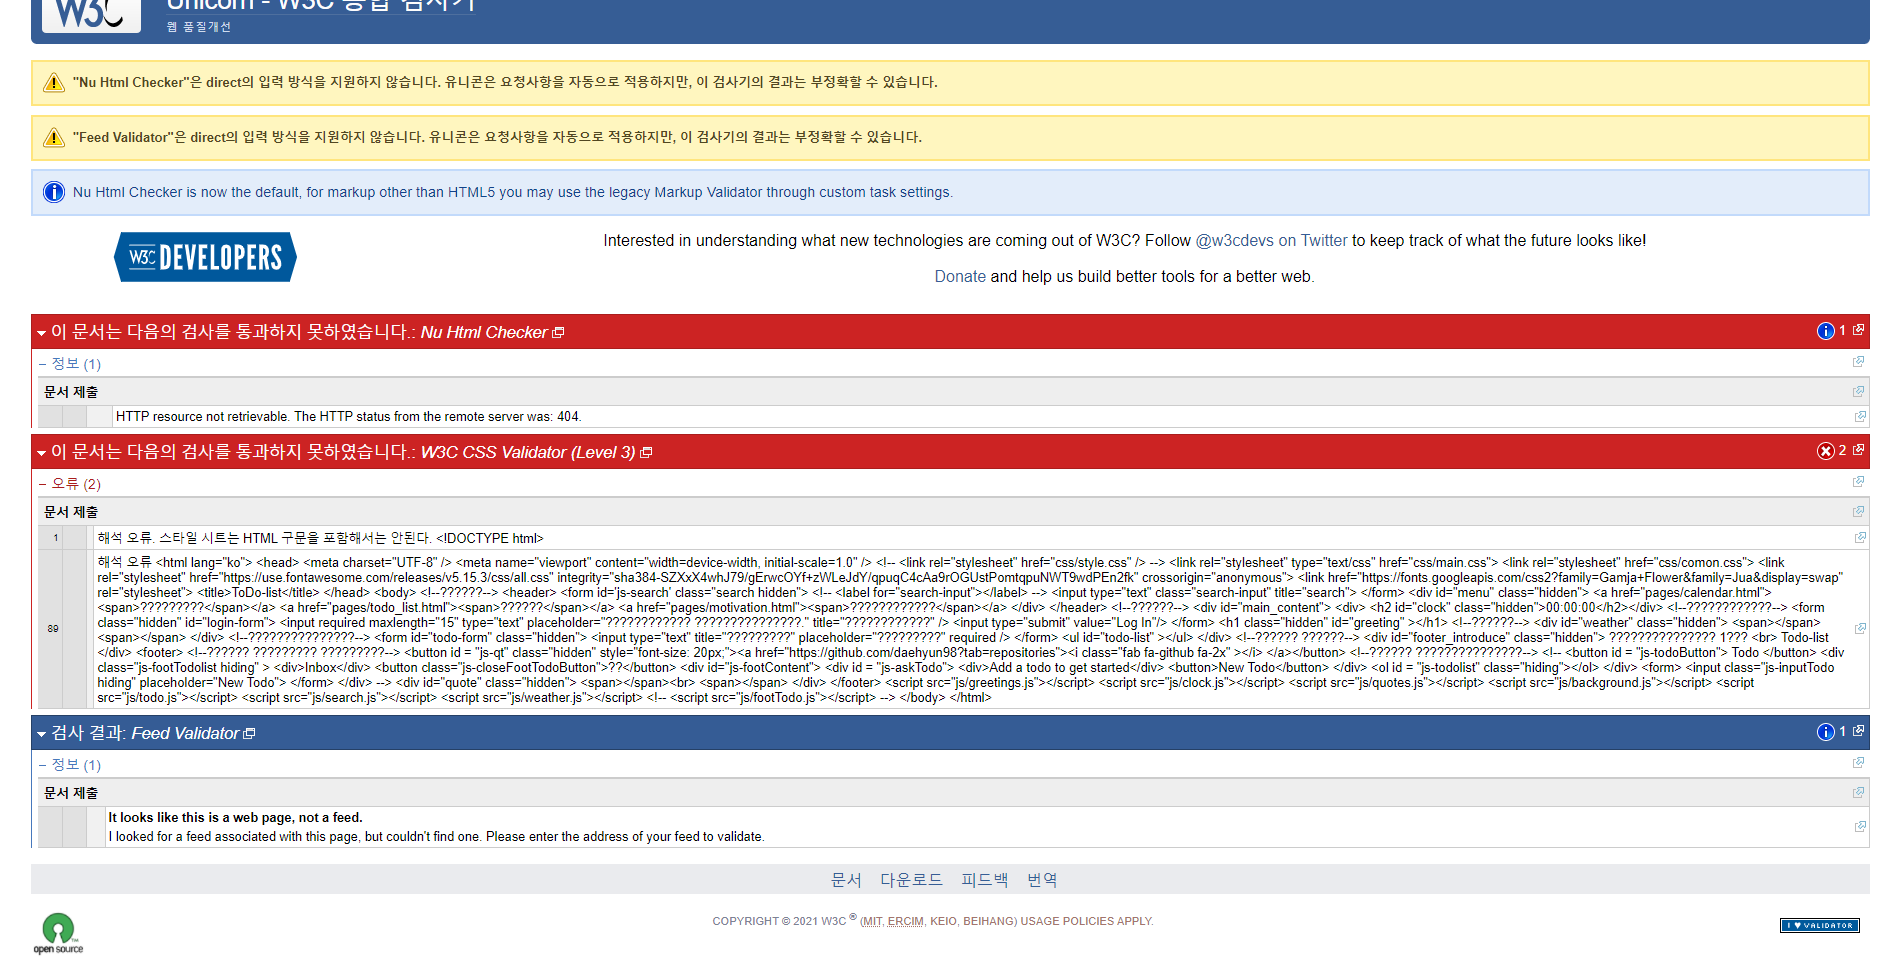 W3C
Unicorn - W3C 통합 검사기
웹 품질개선
"Nu Html Checker"은 direct의 입력 방식을 지원하지 않습니다. 유니콘은 요청사항을 자동으로 적용하지만, 이 검사기의 결과는 부정확할 수 있습니다.
"Feed Validator"은 direct의 입력 방식을 지원하지 않습니다. 유니콘은 요청사항을 자동으로 적용하지만, 이 검사기의 결과는 부정확할 수 있습니다.
Nu Html Checker is now the default, for markup other than HTML5 you may use the legacy Markup Validator through custom task settings.
W3C DEVELOPERS
Interested in understanding what new technologies are coming out of W3C? Follow @w3cdevs on Twitter to keep track of what the future looks like!
Donate and help us build better tools for a better web.
이 문서는 다음의 검사를 통과하지 못하였습니다.: Nu Html Checker 1
– 정보 (1)
문서 제출
HTTP resource not retrievable. The HTTP status from the remote server was: 404.
이 문서는 다음의 검사를 통과하지 못하였습니다.: W3C CSS Validator (Level 3) 2
– 오류 (2)
문서 제출
1 해석 오류. 스타일 시트는 HTML 구문을 포함해서는 안된다. <!DOCTYPE html>
해석 오류 <html lang="ko"> <head> <meta charset="UTF-8" /> <meta name="viewport" content="width=device-width, initial-scale=1.0" /> <!-- <link rel="stylesheet" href="css/style.css" /> --> <link rel="stylesheet" type="text/css" href="css/main.css"> <link rel="stylesheet" href="css/comon.css"> <link
rel="stylesheet" href="https://use.fontawesome.com/releases/v5.15.3/css/all.css" integrity="sha384-SZXxX4whJ79/gErwcOYf+zWLeJdY/qpuqC4cAa9rOGUstPomtqpuNWT9wdPEn2fk" crossorigin="anonymous"> <link href="https://fonts.googleapis.com/css2?family=Gamja+Flower&family=Jua&display=swap"
rel="stylesheet"> <title>ToDo-list</title> </head> <body> <!--??????--> <header> <form id='js-search' class="search hidden"> <!-- <label for="search-input"></label> --> <input type="text" class="search-input" title="search"> </form> <div id="menu" class="hidden"> <a href="pages/calendar.html">
<span>?????????</span></a> <a href="pages/todo_list.html"><span>??????</span></a> <a href="pages/motivation.html"><span>????????????</span></a> </div> </header> <!--??????--> <div id="main_content"> <div> <h2 id="clock" class="hidden">00:00:00</h2></div> <!--????????????--> <form
class="hidden" id="login-form"> <input required maxlength="15" type="text" placeholder="???????????? ???????????????." title="????????????" /> <input type="submit" value="Log In"/> </form> <h1 class="hidden" id="greeting" ></h1> <!--??????--> <div id="weather" class="hidden"> <span></span>
89 <span></span> </div> <!--???????????????--> <form id="todo-form" class="hidden"> <input type="text" title="?????????" placeholder="?????????" required /> </form> <ul id="todo-list" ></ul> </div> <!--?????? ??????--> <div id="footer_introduce" class="hidden"> ??????????????? 1??? <br> Todo-list
</div> <footer> <!--?????? ????????? ?????????--> <button id = "js-qt" class="hidden" style="font-size: 20px;"><a href="https://github.com/daehyun98?tab=repositories"><i class="fab fa-github fa-2x" ></i> </a></button> <!--?????? ???????????????--> <!-- <button id = "js-todoButton"> Todo </button> <div
class="js-footTodolist hiding" > <div>Inbox</div> <button class="js-closeFootTodoButton">??</button> <div id="js-footContent"> <div id = "js-askTodo"> <div>Add a todo to get started</div> <button>New Todo</button> </div> <ol id = "js-todolist" class="hiding"></ol> </div> <form> <input class="js-inputTodo
hiding" placeholder="New Todo"> </form> </div> --> <div id="quote" class="hidden"> <span></span><br> <span></span> </div> </footer> <script src="js/greetings.js"></script> <script src="js/clock.js"></script> <script src="js/quotes.js"></script> <script src="js/background.js"></script> <script
src="js/todo.js"></script> <script src="js/search.js"></script> <script src="js/weather.js"></script> <!-- <script src="js/footTodo.js"></script> --> </body> </html>
검사 결과: Feed Validator 1
– 정보 (1)
문서 제출
It looks like this is a web page, not a feed.
I looked for a feed associated with this page, but couldn't find one. Please enter the address of your feed to validate.
문서 다운로드 피드백 번역
COPYRIGHT © 2021 W3C ® (MIT, ERCIM, KEIO, BEIHANG) USAGE POLICIES APPLY.
open source
I ♥ VALIDATOR